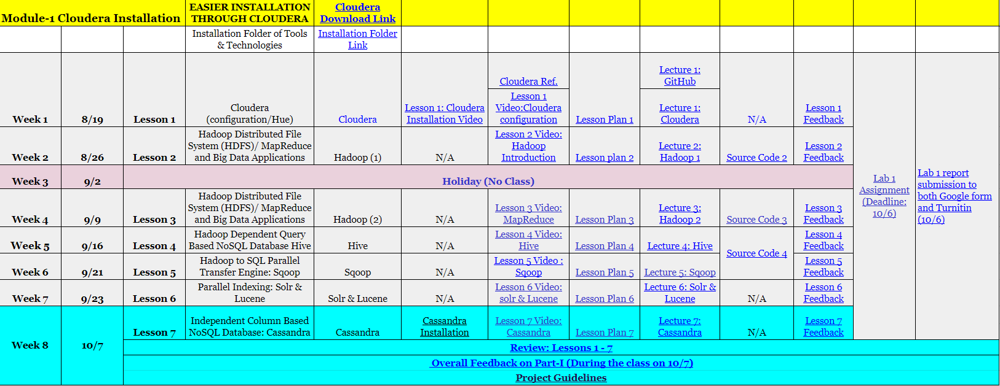 Module-1 Cloudera Installation
EASIER INSTALLATION
THROUGH CLOUDERA
Cloudera
Download Link
Installation Folder of Tools
& Technologies
Installation Folder
Link
Week 1
8/19
Lesson 1
Cloudera
(configuration/Hue)
Cloudera
Lesson 1: Cloudera
Installation Video
Cloudera Ref.
Lesson 1
Video:Cloudera
configuration
Lesson Plan 1
Lecture 1:
GitHub
Lecture 1:
Cloudera
N/A
Lesson 1
Feedback
Week 2
8/26
Lesson 2
Hadoop Distributed File
System (HDFS)/ MapReduce
and Big Data Applications
Hadoop (1)
N/A
Lesson 2 Video:
Hadoop
Introduction
Lesson plan 2
Lecture 2:
Hadoop 1
Source Code 2
Lesson 2
Feedback
Week 3
9/2
Holiday (No Class)
Lab 1
Assignment
(Deadline:
10/6)
Lab 1 report
submission to
both Google form
and Turnitin
(10/6)
Week 4
9/9
Lesson 3
Hadoop Distributed File
System (HDFS)/ MapReduce
and Big Data Applications
Hadoop (2)
N/A
Lesson 3 Video:
MapReduce
Lesson Plan 3
Lecture 3:
Hadoop 2
Source Code 3
Lesson 3
Feedback
Week 5
9/16
Lesson 4
Hadoop Dependent Query
Based NoSQL Database Hive
Hive
N/A
Lesson 4 Video:
Hive
Lesson Plan 4
Lecture 4: Hive
Source Code 4
Lesson 4
Feedback
Week 6
9/21
Lesson 5
Hadoop to SQL Parallel
Transfer Engine: Sqoop
Sqoop
N/A
Lesson 5 Video :
Sqoop
Lesson Plan 5
Lecture 5: Sqoop
Lesson 5
Feedback
Week 7
9/23
Lesson 6
Parallel Indexing: Solr &
Lucene
Solr & Lucene
N/A
Lesson 6 Video:
solr & Lucene
Lesson Plan 6
Lecture 6: Solr &
Lucene
N/A
Lesson 6
Feedback
Week 8
10/7
Lesson 7
Independent Column Based
NoSQL Database: Cassandra
Cassandra
Cassandra
Installation
Lesson 7 Video:
Cassandra
Lesson Plan 7
Lecture 7:
Cassandra
N/A
Lesson 7
Feedback
Review: Lessons 1 - 7
Overall Feedback on Part-I (During the class on 10/7)
Project Guidelines